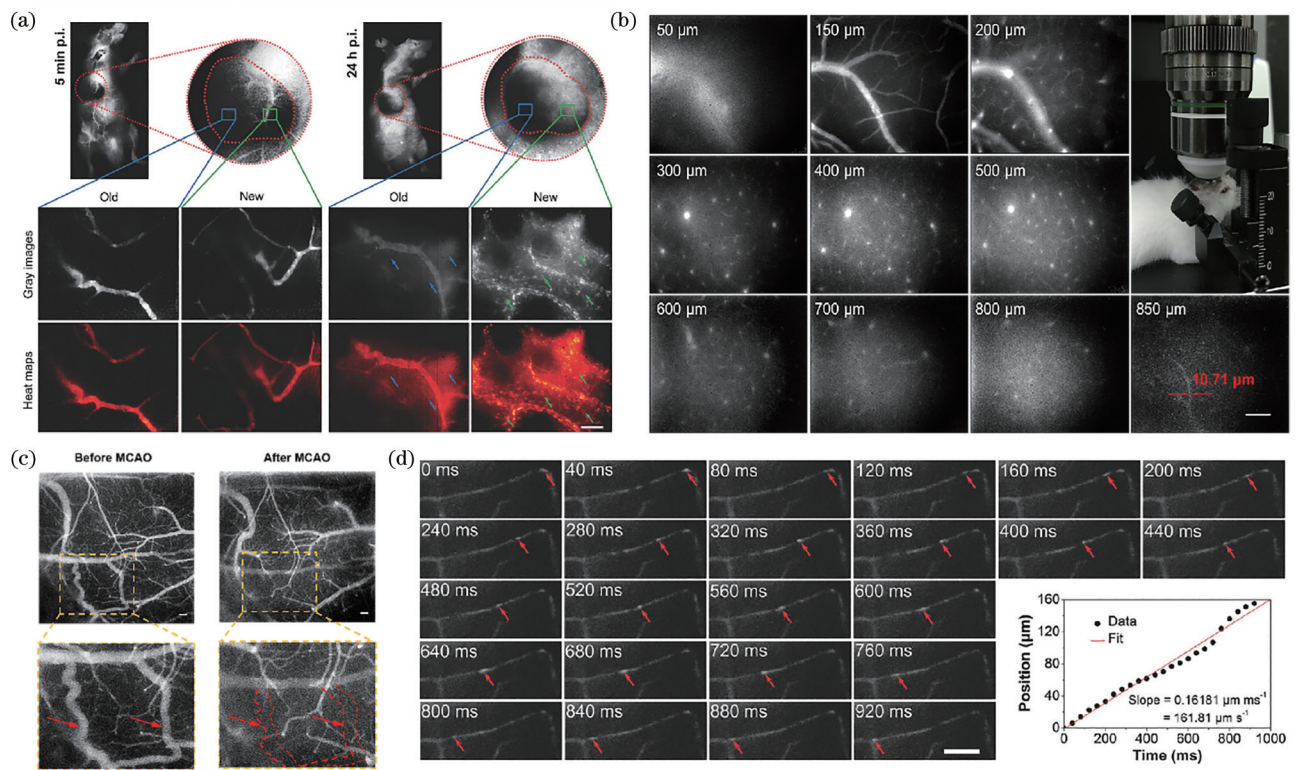 (a)
5 min p.i.
24 h p.i.
Old
New
Old
New
Gray images
Heat maps
(b)
50 μm
150 μm
200 μm
300 μm
400 μm
500 μm
600 μm
700 μm
800 μm
850 μm
10.71 μm
20
10
0
(c)
Before MCAO
After MCAO
(d)
0 ms
40 ms
80 ms
120 ms
160 ms
200 ms
240 ms
280 ms
320 ms
360 ms
400 ms
440 ms
480 ms
520 ms
560 ms
600 ms
640 ms
680 ms
720 ms
760 ms
800 ms
840 ms
880 ms
920 ms
160
120
80
40
0
Position (μm)
Data
Fit
Slope = 0.16181 μm ms⁻¹
= 161.81 μm s⁻¹
0 200 400 600 800 1000
Time (ms)